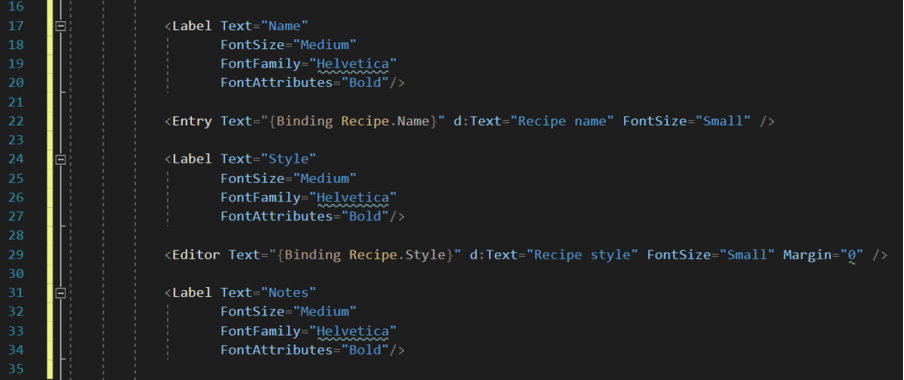 16
17 <Label Text="Name"
18 FontSize="Medium"
19 FontFamily="Helvetica"
20 FontAttributes="Bold"/>
21
22 <Entry Text="{Binding Recipe.Name}" d:Text="Recipe name" FontSize="Small" />
23
24 <Label Text="Style"
25 FontSize="Medium"
26 FontFamily="Helvetica"
27 FontAttributes="Bold"/>
28
29 <Editor Text="{Binding Recipe.Style}" d:Text="Recipe style" FontSize="Small" Margin="0" />
30
31 <Label Text="Notes"
32 FontSize="Medium"
33 FontFamily="Helvetica"
34 FontAttributes="Bold"/>
35